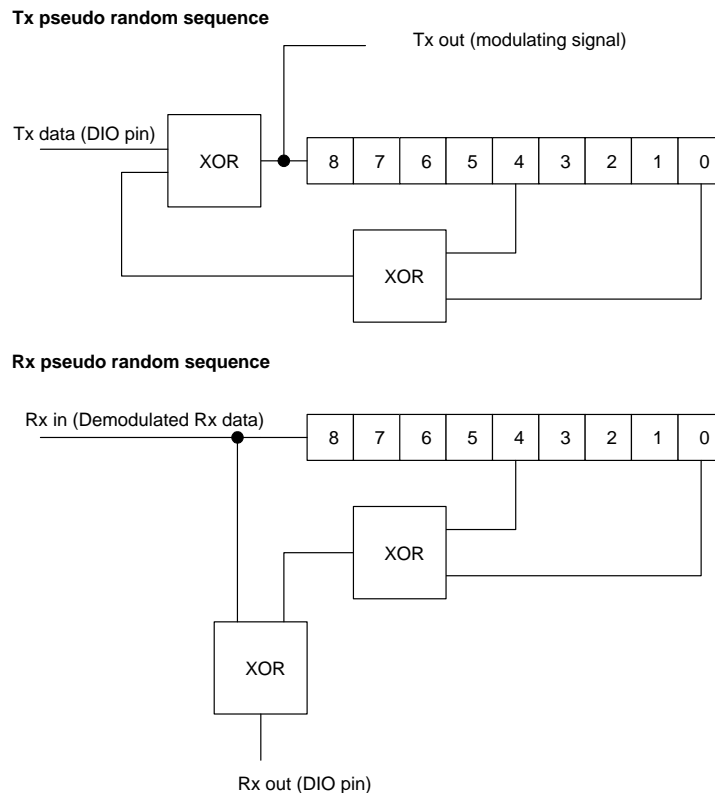 Tx pseudo random sequence
Tx out (modulating signal)
Tx data (DIO pin)
XOR
8 7 6 5 4 3 2 1 0
XOR
Rx pseudo random sequence
Rx in (Demodulated Rx data)
8 7 6 5 4 3 2 1 0
XOR
XOR
Rx out (DIO pin)